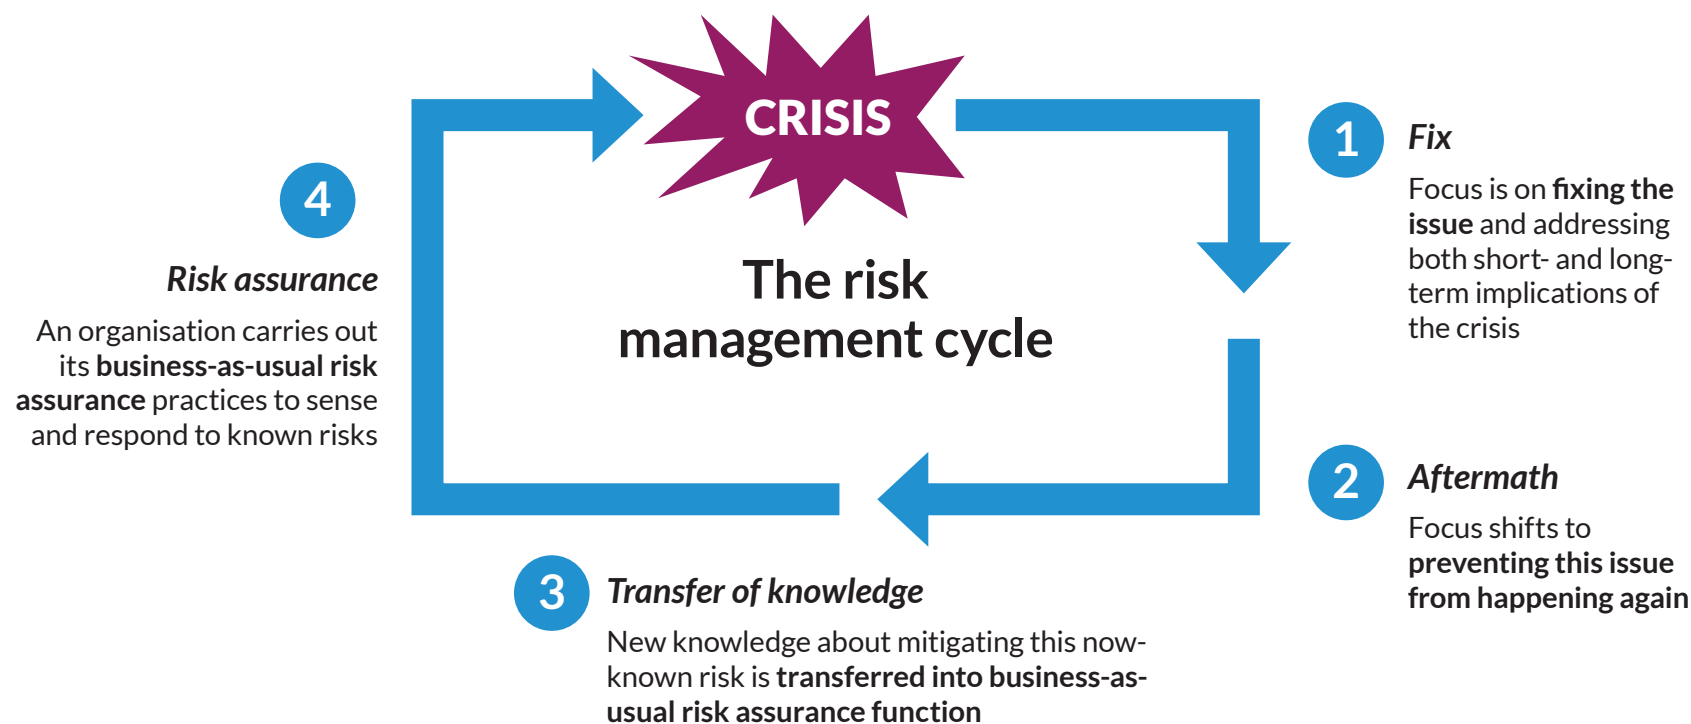 CRISIS
The risk
management cycle
1
Fix
Focus is on fixing the
issue and addressing
both short- and long-
term implications of
the crisis
2
Aftermath
Focus shifts to
preventing this issue
from happening again
3
Transfer of knowledge
New knowledge about mitigating this now-
known risk is transferred into business-as-
usual risk assurance function
4
Risk assurance
An organisation carries out
its business-as-usual risk
assurance practices to sense
and respond to known risks